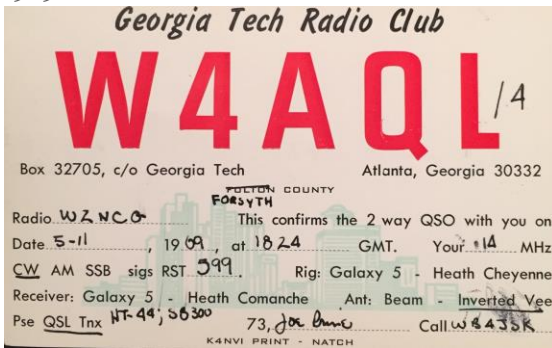 Georgia Tech Radio Club
W4AQL/4
Box 32705, c/o Georgia Tech Atlanta, Georgia 30332
FULTON COUNTY
FORSYTH
Radio W2NCG This confirms the 2 way QSO with you on
Date 5-11, 1969, at 1824 GMT. Your 14 MHz
CW AM SSB sigs RST 599. Rig: Galaxy 5 - Heath Cheyenne
Receiver: Galaxy 5 - Heath Comanche Ant: Beam - Inverted Vee
Pse QSL Tnx HT-44, SB300 73, Joe Call WB4JSK
K4NVI PRINT - NATCH